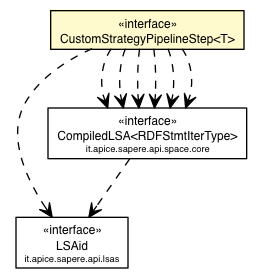 «interface»
CustomStrategyPipelineStep<T>
«interface»
CompiledLSA<RDFStmtIterType>
it.apice.sapere.api.space.core
«interface»
LSAid
it.apice.sapere.api.lsas